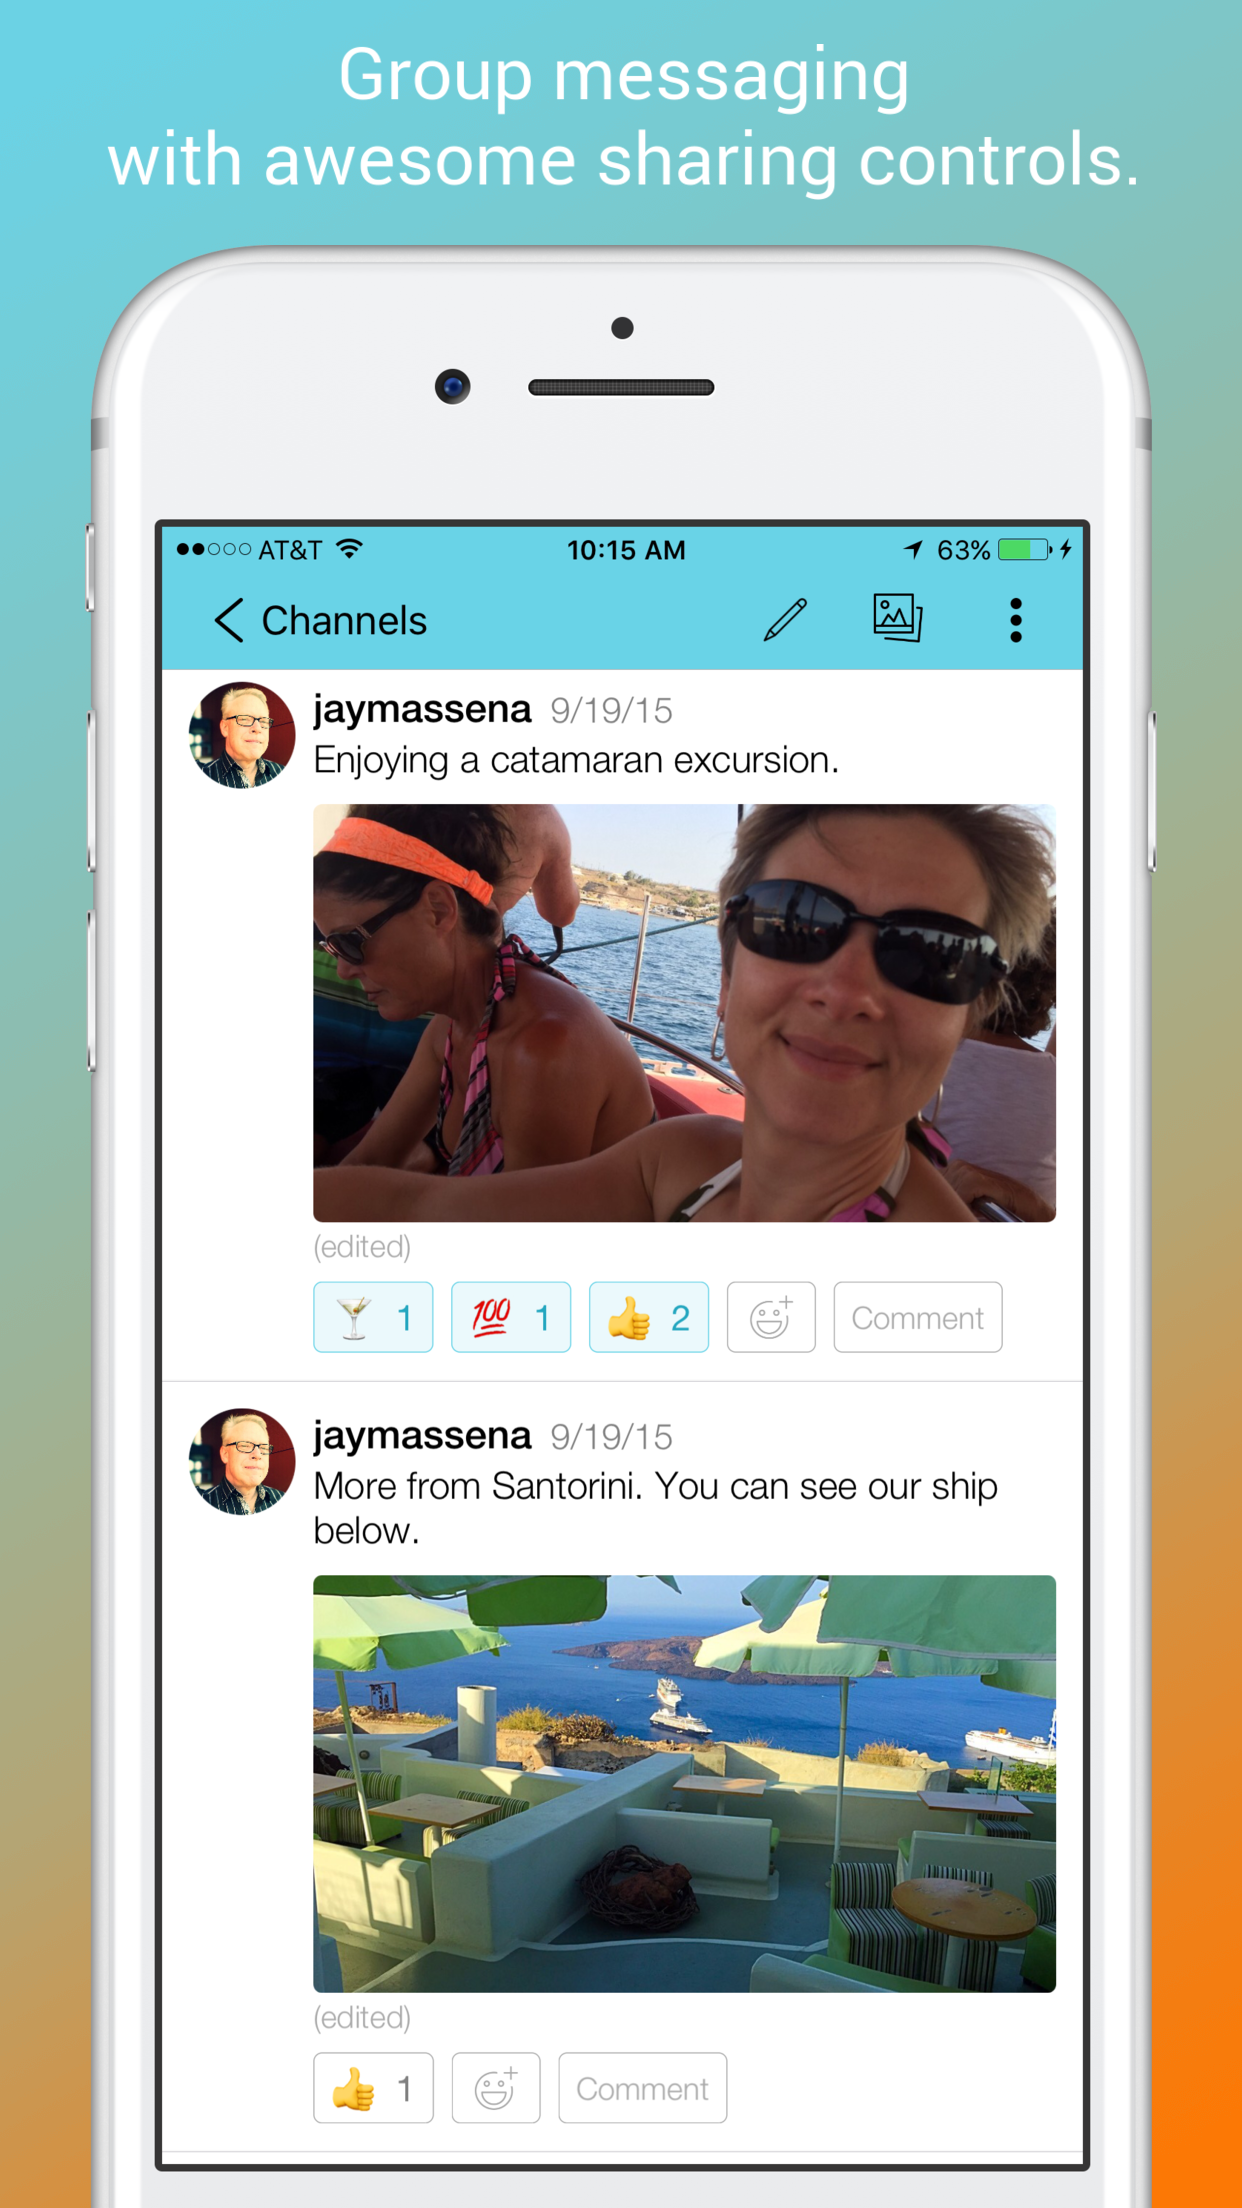 Group messaging
with awesome sharing controls.
AT&T 10:15 AM 63%
Channels
jaymassena 9/19/15
Enjoying a catamaran excursion.
(edited)
🍸 1 💯 1 👍 2 Comment
jaymassena 9/19/15
More from Santorini. You can see our ship
below.
(edited)
👍 1 Comment